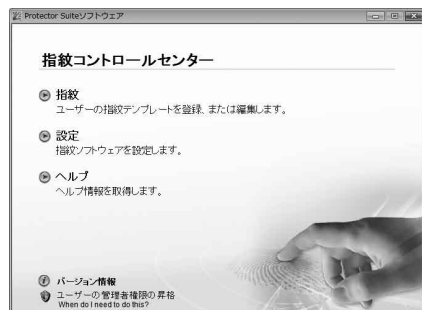 Protector Suiteソフトウェア
指紋コントロールセンター
指紋
ユーザーの指紋テンプレートを登録、または編集します。
設定
指紋ソフトウェアを設定します。
ヘルプ
ヘルプ情報を取得します。
バージョン情報
ユーザーの管理者権限の昇格
When do I need to do this?